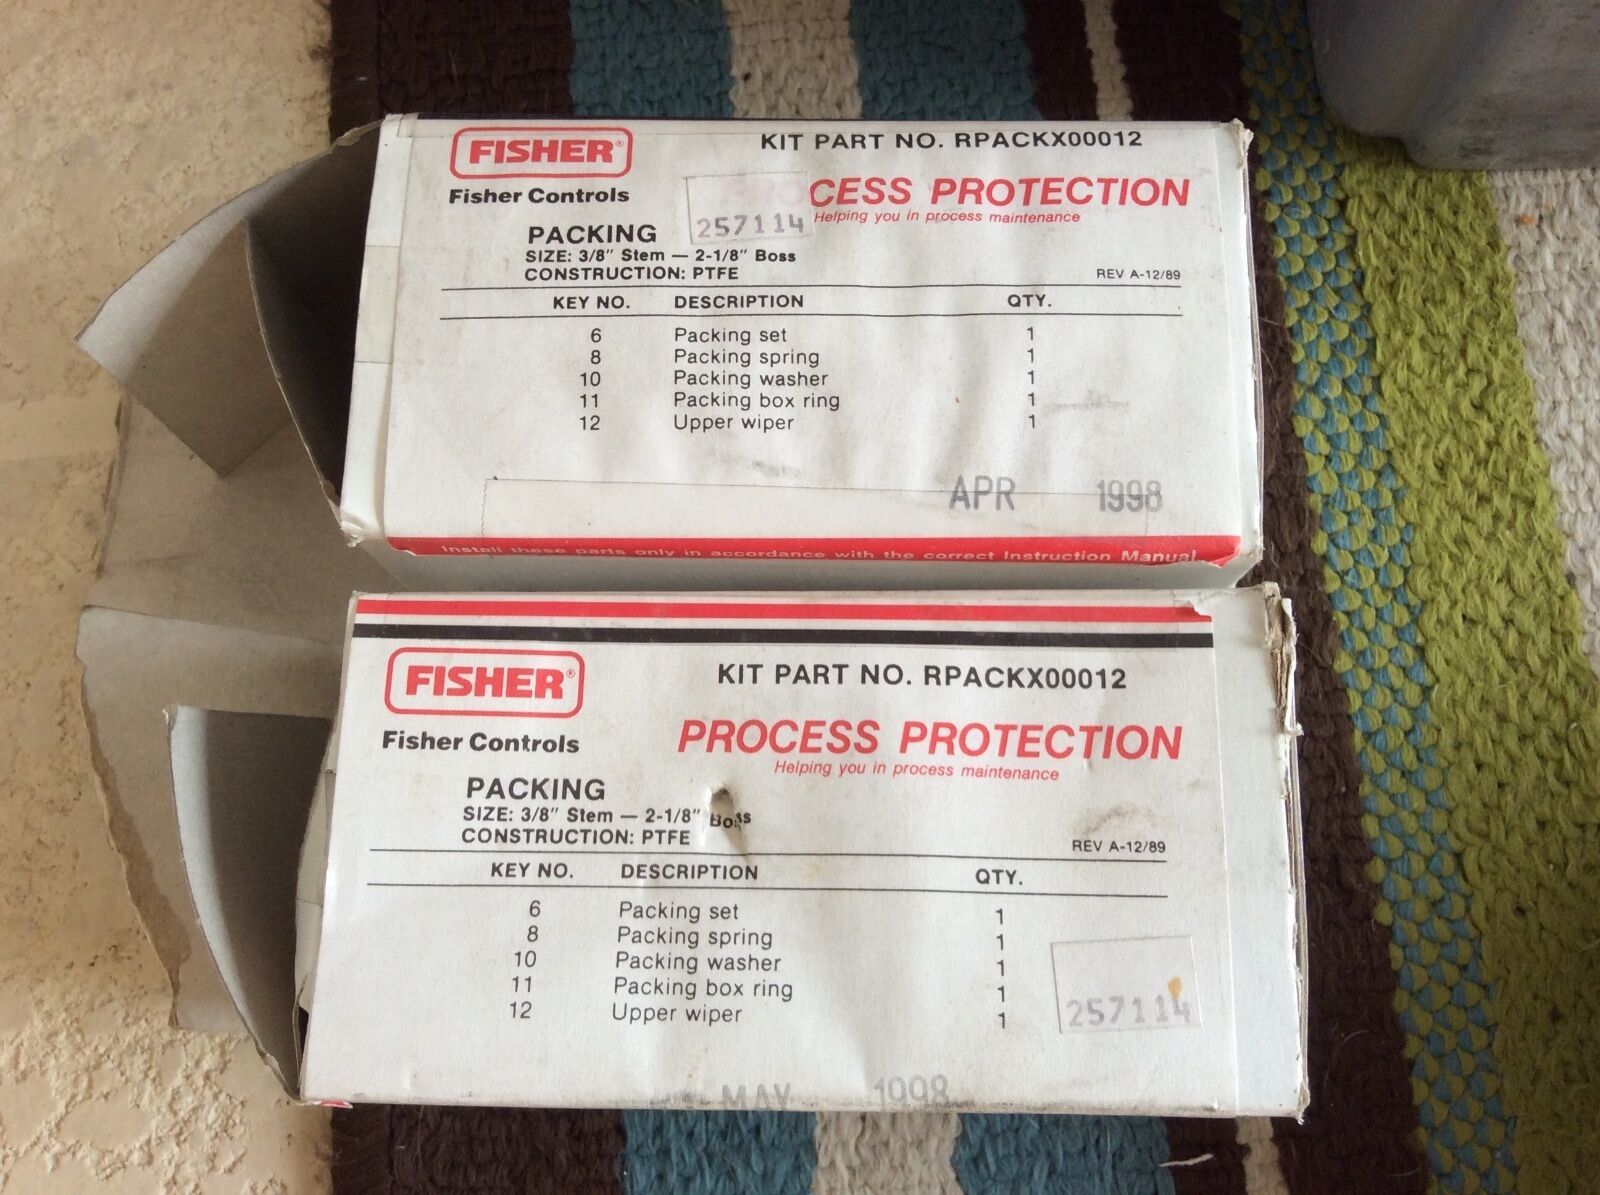 FISHER®
KIT PART NO. RPACKX00012
Fisher Controls
CESS PROTECTION
Helping you in process maintenance
257114
PACKING
SIZE: 3/8" Stem — 2-1/8" Boss
CONSTRUCTION: PTFE
REV A-12/89
KEY NO. DESCRIPTION QTY.
6 Packing set 1
8 Packing spring 1
10 Packing washer 1
11 Packing box ring 1
12 Upper wiper 1
APR 1998
Install these parts only in accordance with the correct Instruction Manual
FISHER®
KIT PART NO. RPACKX00012
Fisher Controls
PROCESS PROTECTION
Helping you in process maintenance
PACKING
SIZE: 3/8" Stem — 2-1/8" Boss
CONSTRUCTION: PTFE
REV A-12/89
KEY NO. DESCRIPTION QTY.
6 Packing set 1
8 Packing spring 1
10 Packing washer 1
11 Packing box ring 1
12 Upper wiper 1
257114
MAY 1998